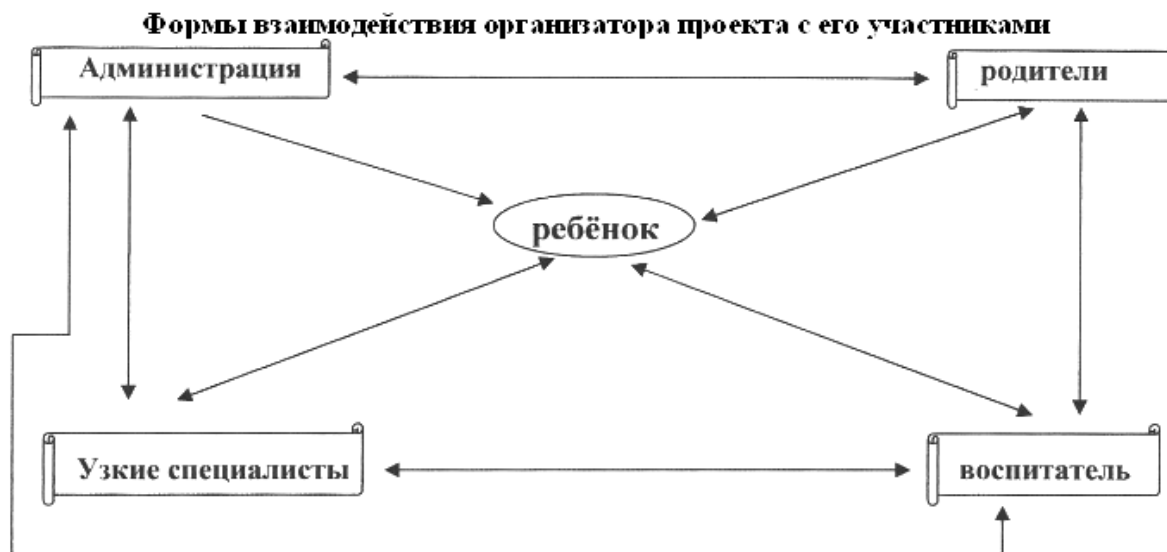 Формы взаимодействия организатора проекта с его участниками
Администрация
родители
ребёнок
Узкие специалисты
воспитатель